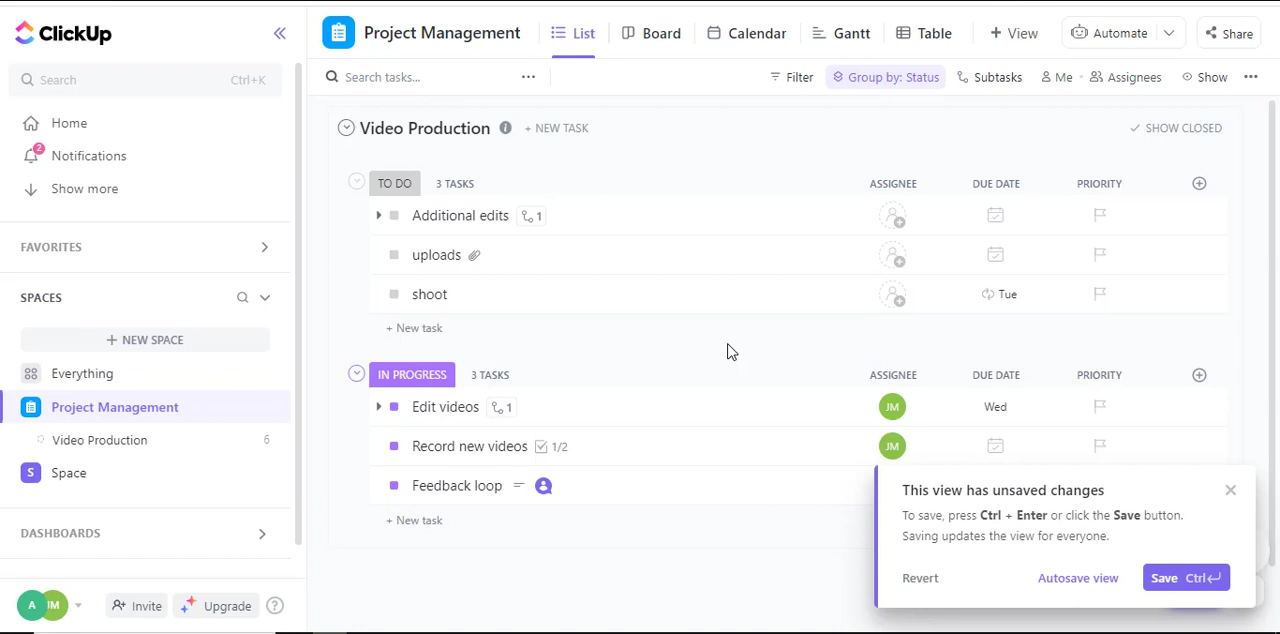 ClickUp
Search Ctrl+K
Home
2
Notifications
Show more
FAVORITES
SPACES
+ NEW SPACE
Everything
Project Management
Video Production 6
S Space
DASHBOARDS
A JM Invite Upgrade ?
Project Management List Board Calendar Gantt Table + View Automate Share
Search tasks... Filter Group by: Status Subtasks Me Assignees Show
Video Production + NEW TASK SHOW CLOSED
TO DO 3 TASKS ASSIGNEE DUE DATE PRIORITY
Additional edits 1
uploads
shoot Tue
+ New task
IN PROGRESS 3 TASKS ASSIGNEE DUE DATE PRIORITY
Edit videos 1 JM Wed
Record new videos 1/2 JM
Feedback loop
+ New task
This view has unsaved changes
To save, press Ctrl + Enter or click the Save button.
Saving updates the view for everyone.
Revert Autosave view Save Ctrl↵